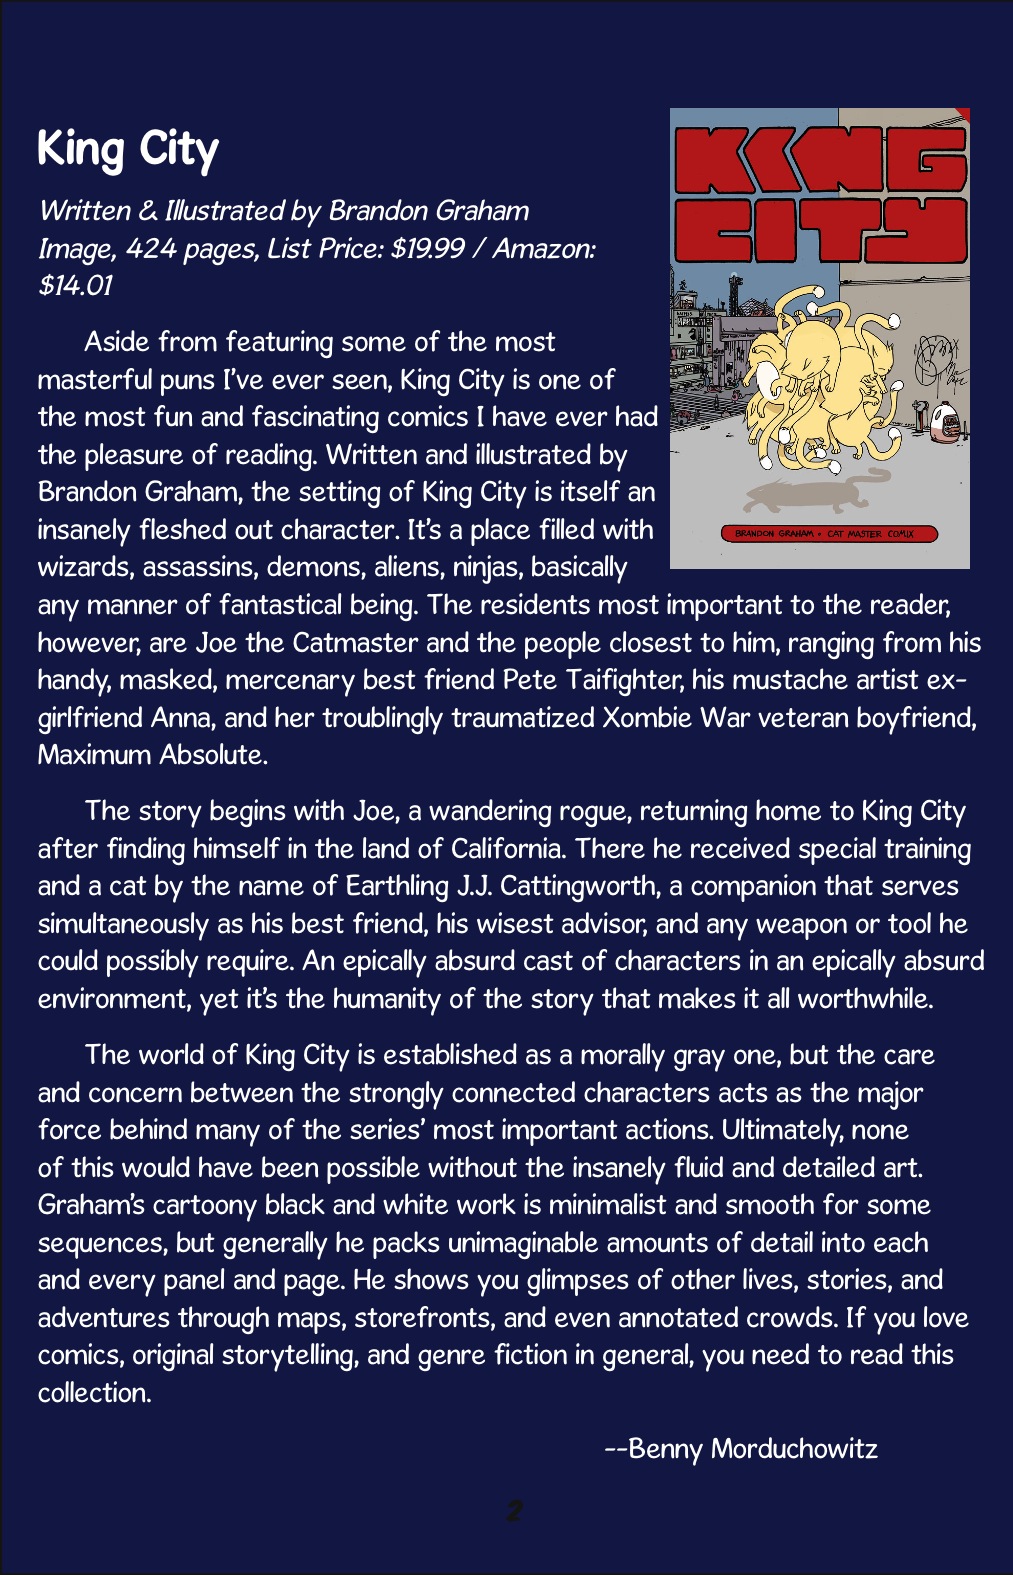 King City
Written & Illustrated by Brandon Graham
Image, 424 pages, List Price: $19.99 / Amazon:
$14.01
KING
CITY
BRANDON GRAHAM • CAT MASTER COMIX
Aside from featuring some of the most
masterful puns I've ever seen, King City is one of
the most fun and fascinating comics I have ever had
the pleasure of reading. Written and illustrated by
Brandon Graham, the setting of King City is itself an
insanely fleshed out character. It's a place filled with
wizards, assassins, demons, aliens, ninjas, basically
any manner of fantastical being. The residents most important to the reader,
however, are Joe the Catmaster and the people closest to him, ranging from his
handy, masked, mercenary best friend Pete Taifighter, his mustache artist ex-
girlfriend Anna, and her troublingly traumatized Xombie War veteran boyfriend,
Maximum Absolute.
The story begins with Joe, a wandering rogue, returning home to King City
after finding himself in the land of California. There he received special training
and a cat by the name of Earthling J.J. Cattingworth, a companion that serves
simultaneously as his best friend, his wisest advisor, and any weapon or tool he
could possibly require. An epically absurd cast of characters in an epically absurd
environment, yet it's the humanity of the story that makes it all worthwhile.
The world of King City is established as a morally gray one, but the care
and concern between the strongly connected characters acts as the major
force behind many of the series' most important actions. Ultimately, none
of this would have been possible without the insanely fluid and detailed art.
Graham's cartoony black and white work is minimalist and smooth for some
sequences, but generally he packs unimaginable amounts of detail into each
and every panel and page. He shows you glimpses of other lives, stories, and
adventures through maps, storefronts, and even annotated crowds. If you love
comics, original storytelling, and genre fiction in general, you need to read this
collection.
--Benny Morduchowitz
2